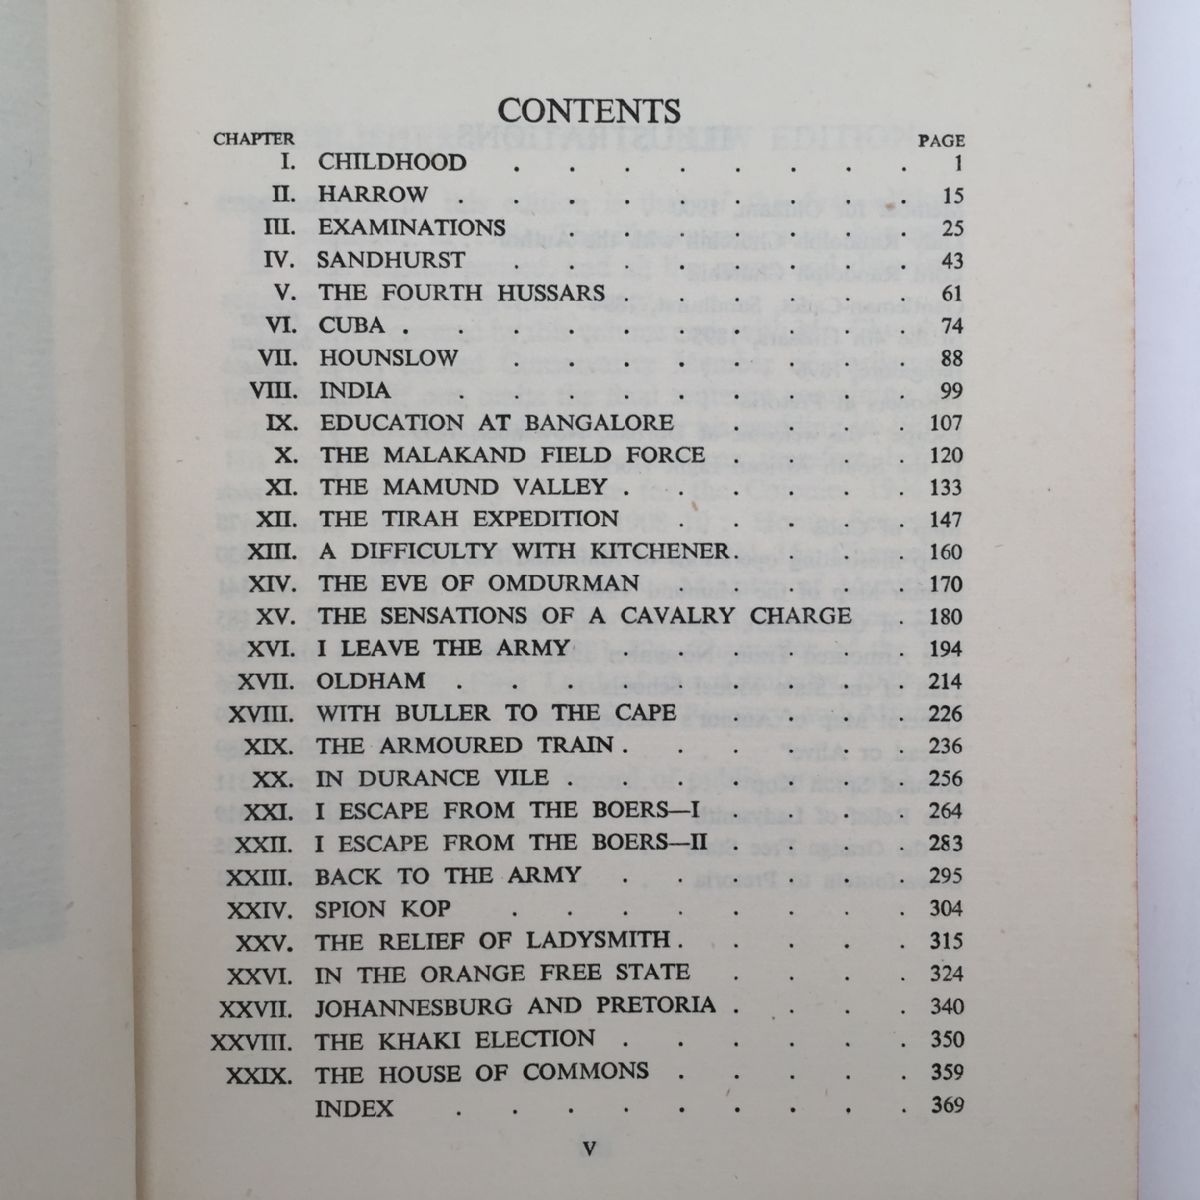 CONTENTS
CHAPTER PAGE
I. CHILDHOOD . . . . . . . . 1
II. HARROW . . . . . . . . . 15
III. EXAMINATIONS . . . . . . . 25
IV. SANDHURST . . . . . . . . 43
V. THE FOURTH HUSSARS . . . . . . 61
VI. CUBA . . . . . . . . . . 74
VII. HOUNSLOW . . . . . . . . 88
VIII. INDIA . . . . . . . . . 99
IX. EDUCATION AT BANGALORE . . . . 107
X. THE MALAKAND FIELD FORCE . . . . 120
XI. THE MAMUND VALLEY . . . . . . 133
XII. THE TIRAH EXPEDITION . . . . . 147
XIII. A DIFFICULTY WITH KITCHENER . . . . 160
XIV. THE EVE OF OMDURMAN . . . . . 170
XV. THE SENSATIONS OF A CAVALRY CHARGE . 180
XVI. I LEAVE THE ARMY . . . . . . 194
XVII. OLDHAM . . . . . . . . . 214
XVIII. WITH BULLER TO THE CAPE . . . . 226
XIX. THE ARMOURED TRAIN . . . . . . 236
XX. IN DURANCE VILE . . . . . . . 256
XXI. I ESCAPE FROM THE BOERS—I . . . . 264
XXII. I ESCAPE FROM THE BOERS—II . . . 283
XXIII. BACK TO THE ARMY . . . . . . 295
XXIV. SPION KOP . . . . . . . . 304
XXV. THE RELIEF OF LADYSMITH . . . . . 315
XXVI. IN THE ORANGE FREE STATE . . . . 324
XXVII. JOHANNESBURG AND PRETORIA . . . . 340
XXVIII. THE KHAKI ELECTION . . . . . . 350
XXIX. THE HOUSE OF COMMONS . . . . . 359
INDEX . . . . . . . . . 369
v